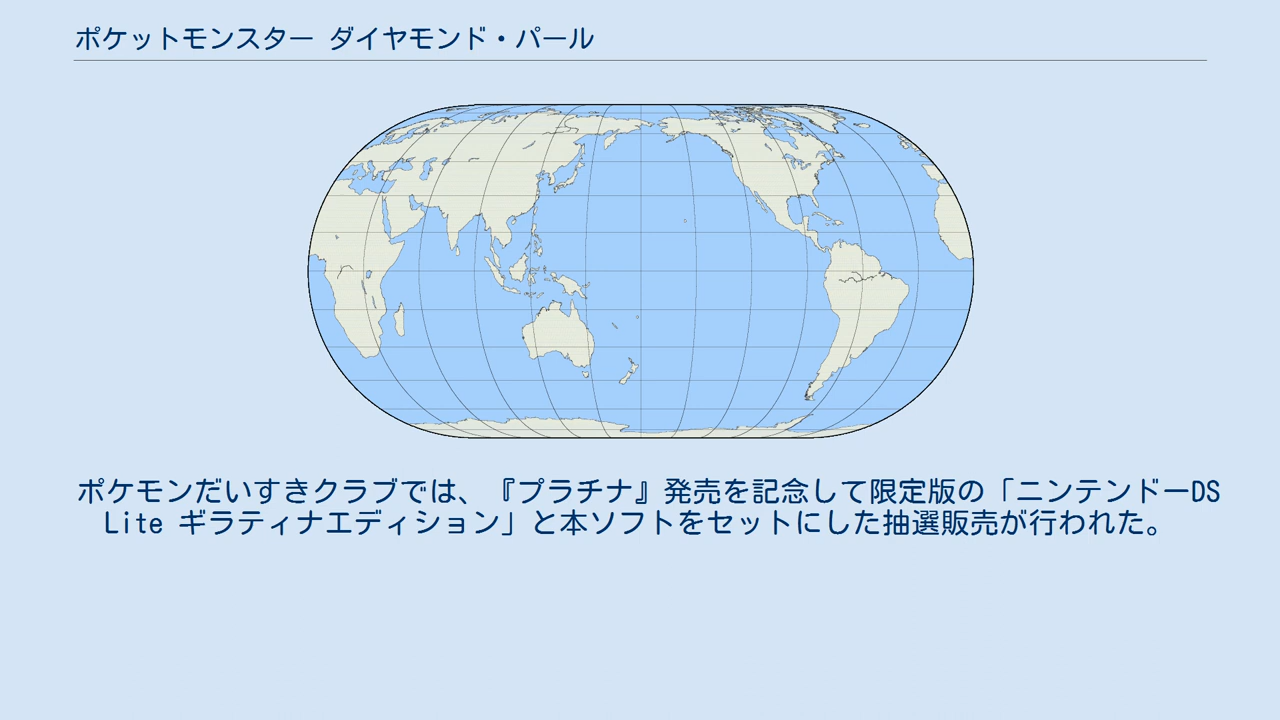 ポケットモンスター ダイヤモンド・パール
ポケモンだいすきクラブでは、『プラチナ』発売を記念して限定版の「ニンテンドーDS
Lite ギラティナエディション」と本ソフトをセットにした抽選販売が行われた。